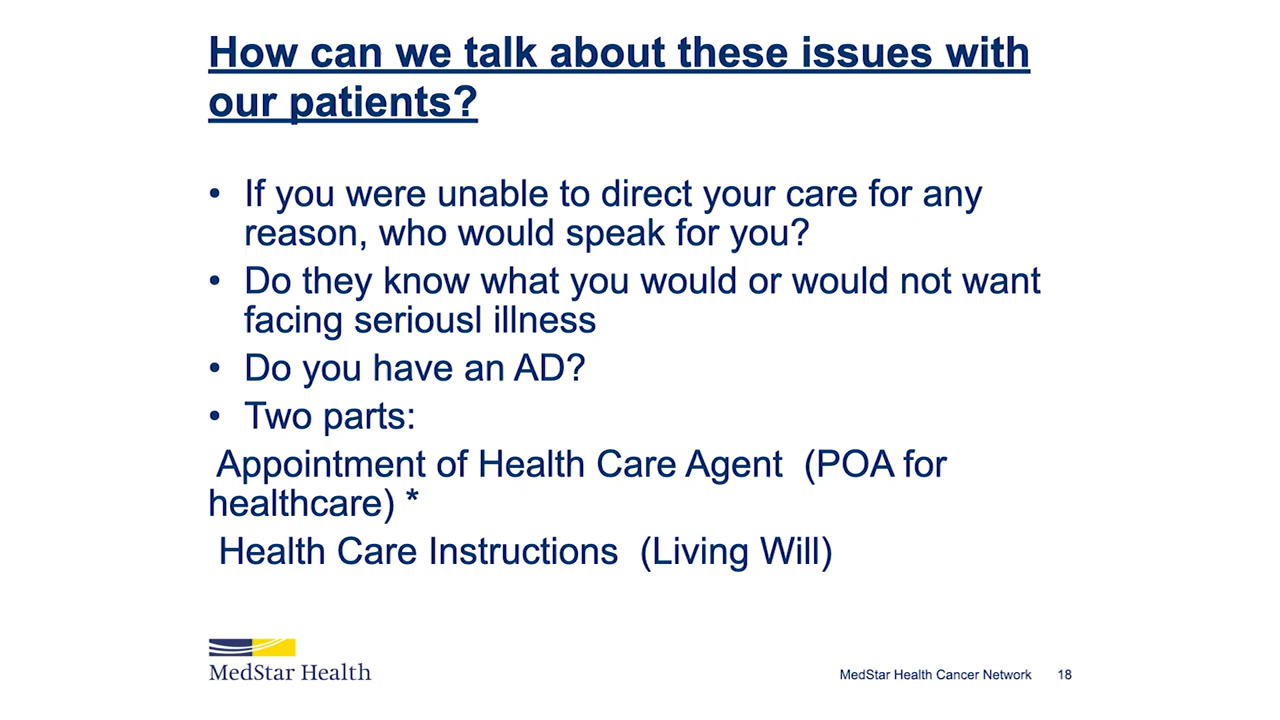 How can we talk about these issues with
our patients?
• If you were unable to direct your care for any
reason, who would speak for you?
• Do they know what you would or would not want
facing seriousl illness
• Do you have an AD?
• Two parts:
Appointment of Health Care Agent (POA for
healthcare) *
Health Care Instructions (Living Will)
MedStar Health
MedStar Health Cancer Network 18